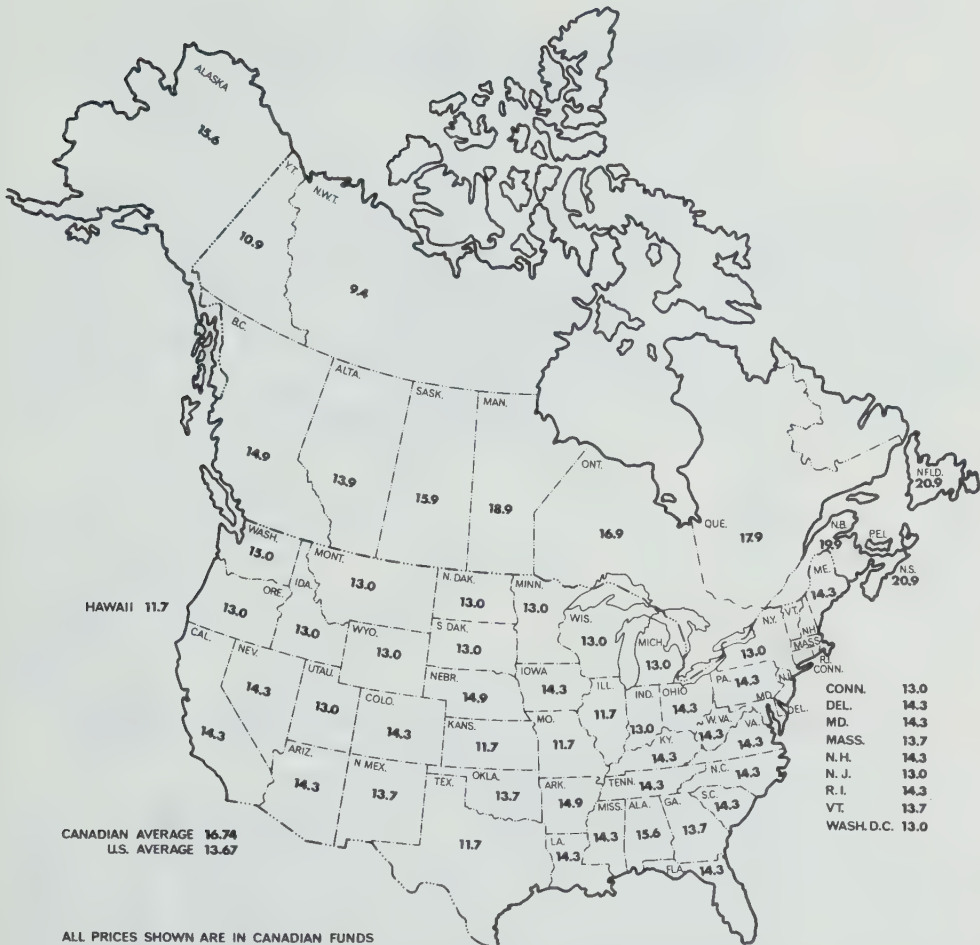 ALASKA
15.6
Y.T.
10.9
N.W.T.
9.4
B.C.
14.9
ALTA.
13.9
SASK.
15.9
MAN.
18.9
ONT.
16.9
QUE.
17.9
NFLD.
20.9
N.B.
19.9
P.E.I.
N.S.
20.9
WASH.
15.0
MONT.
13.0
N. DAK.
13.0
MINN.
13.0
ME.
14.3
HAWAII 11.7
ORE.
13.0
IDA.
13.0
WYO.
13.0
S DAK.
13.0
WIS.
13.0
MICH.
13.0
N.Y.
13.0
VT.
N.H.
MASS.
R.I.
CONN.
CAL.
14.3
NEV.
14.3
UTAU.
13.0
COLO.
14.3
NEBR.
14.9
IOWA
14.3
ILL.
11.7
IND.
13.0
OHIO
14.3
PA.
14.3
N.J.
MD.
DEL.
W.VA.
14.3
VA.
14.3
KANS.
11.7
MO.
11.7
KY.
14.3
ARIZ.
14.3
N MEX.
13.7
TEX.
11.7
OKLA.
13.7
ARK.
14.9
TENN.
14.3
N.C.
14.3
S.C.
14.3
MISS.
14.3
ALA.
15.6
GA.
13.7
LA.
14.3
FLA.
14.3
CONN. 13.0
DEL. 14.3
MD. 14.3
MASS. 13.7
N.H. 14.3
N.J. 13.0
R.I. 14.3
VT. 13.7
WASH. D.C. 13.0
CANADIAN AVERAGE 16.74
U.S. AVERAGE 13.67
ALL PRICES SHOWN ARE IN CANADIAN FUNDS